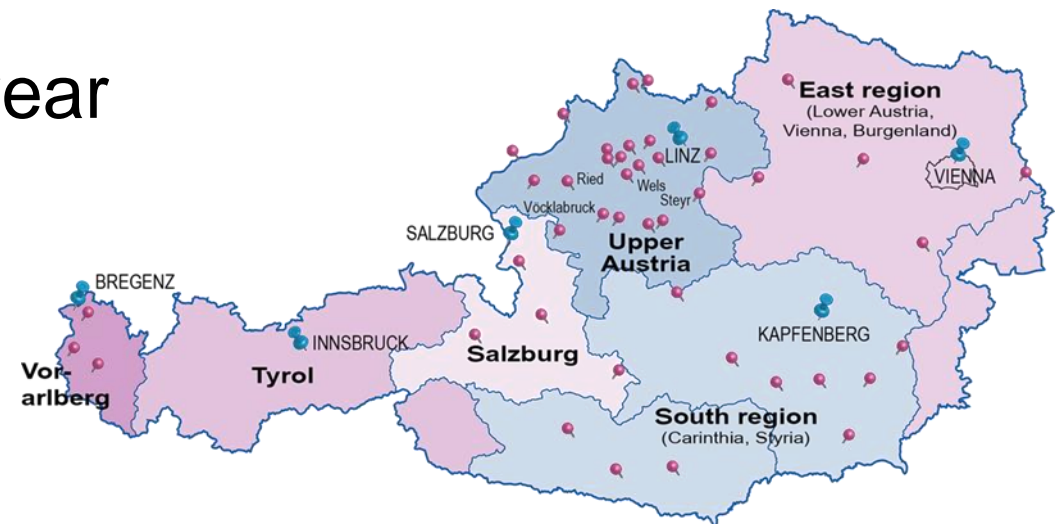 ear
East region
(Lower Austria,
Vienna, Burgenland)
LINZ
VIENNA
Ried
Wels
Steyr
Vöcklabruck
SALZBURG
Upper
Austria
BREGENZ
INNSBRUCK
KAPFENBERG
Salzburg
Vor-
arlberg
Tyrol
South region
(Carinthia, Styria)